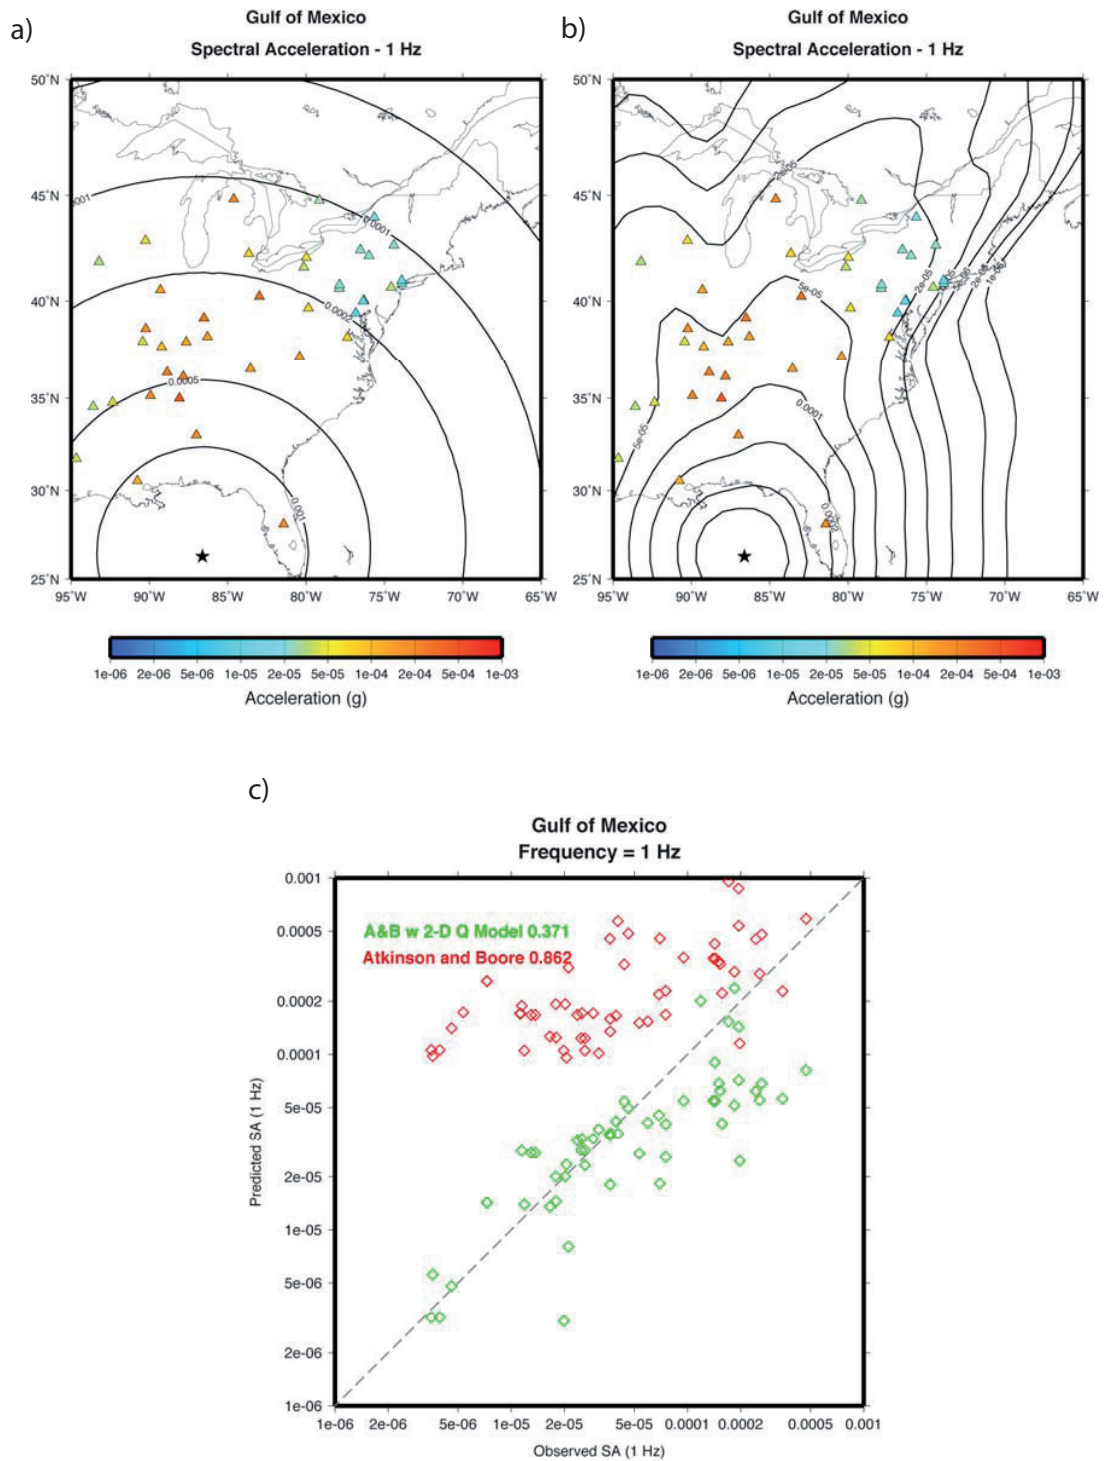 a)
Gulf of Mexico
Spectral Acceleration - 1 Hz
50°N
45°N
40°N
35°N
30°N
25°N
0.0001
0.0002
0.0005
0.001
95°W 90°W 85°W 80°W 75°W 70°W 65°W
1e-06 2e-06 5e-06 1e-05 2e-05 5e-05 1e-04 2e-04 5e-04 1e-03
Acceleration (g)
b)
Gulf of Mexico
Spectral Acceleration - 1 Hz
50°N
45°N
40°N
35°N
30°N
25°N
5e-05
2e-05
1e-06
5e-05
0.0001
0.0002
95°W 90°W 85°W 80°W 75°W 70°W 65°W
1e-06 2e-06 5e-06 1e-05 2e-05 5e-05 1e-04 2e-04 5e-04 1e-03
Acceleration (g)
c)
Gulf of Mexico
Frequency = 1 Hz
A&B w 2-D Q Model 0.371
Atkinson and Boore 0.862
Predicted SA (1 Hz)
0.001
0.0005
0.0002
0.0001
5e-05
2e-05
1e-05
5e-06
2e-06
1e-06
1e-06 2e-06 5e-06 1e-05 2e-05 5e-05 0.0001 0.0002 0.0005 0.001
Observed SA (1 Hz)